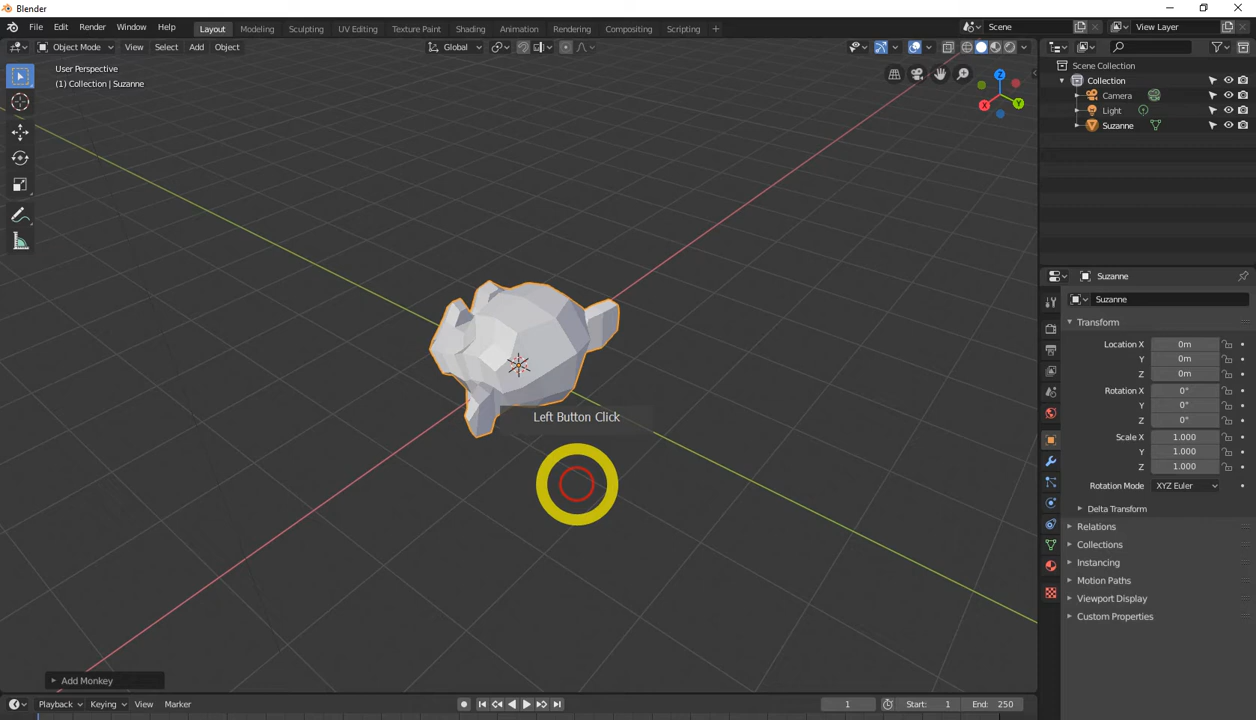 Blender
File Edit Render Window Help Layout Modeling Sculpting UV Editing Texture Paint Shading Animation Rendering Compositing Scripting + Scene View Layer
Object Mode View Select Add Object Global
User Perspective
(1) Collection | Suzanne
Z
Y
X
Scene Collection
Collection
Camera
Light
Suzanne
Suzanne
Suzanne
Transform
Location X 0m
Y 0m
Z 0m
Rotation X 0°
Y 0°
Z 0°
Scale X 1.000
Y 1.000
Z 1.000
Rotation Mode XYZ Euler
Delta Transform
Relations
Collections
Instancing
Motion Paths
Viewport Display
Custom Properties
Left Button Click
Add Monkey
Playback Keying View Marker 1 Start: 1 End: 250